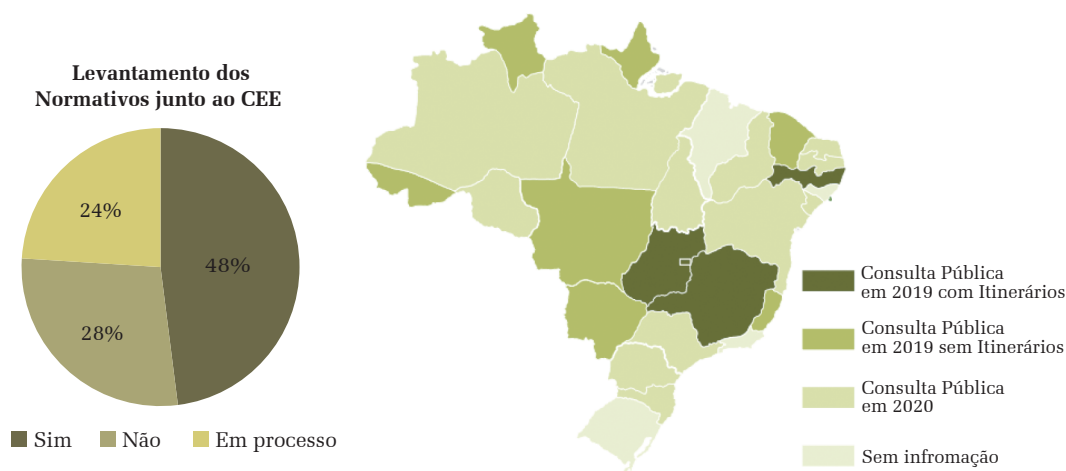 Levantamento dos
Normativos junto ao CEE
24%
48%
28%
Sim
Não
Em processo
Consulta Pública
em 2019 com Itinerários
Consulta Pública
em 2019 sem Itinerários
Consulta Pública
em 2020
Sem infromação